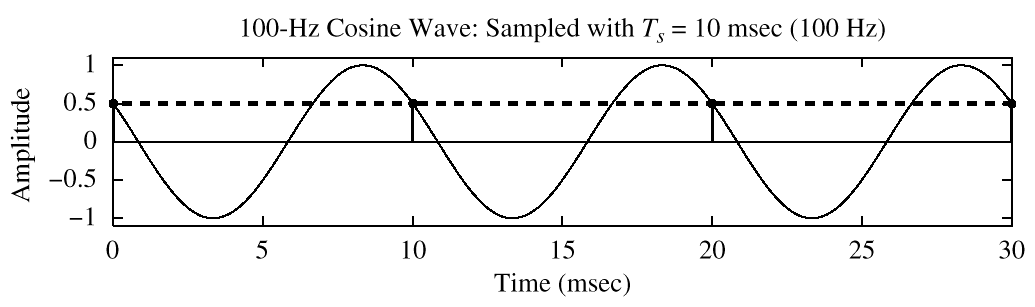 100-Hz Cosine Wave: Sampled with Tₛ = 10 msec (100 Hz)
1
0.5
0
−0.5
−1
Amplitude
0 5 10 15 20 25 30
Time (msec)